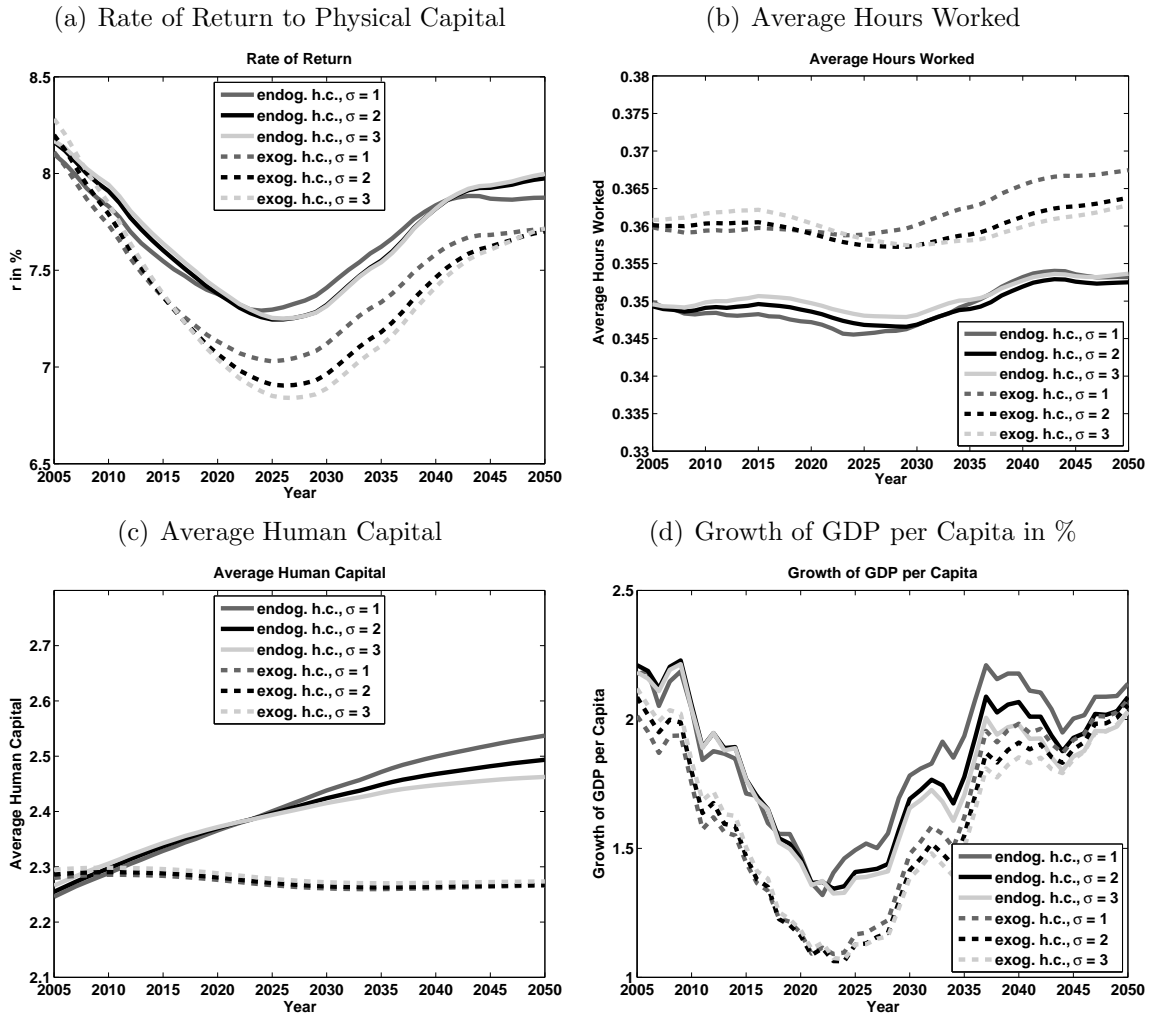 (a) Rate of Return to Physical Capital
Rate of Return
8.5
8
7.5
7
6.5
r in %
2005 2010 2015 2020 2025 2030 2035 2040 2045 2050
Year
endog. h.c., σ = 1
endog. h.c., σ = 2
endog. h.c., σ = 3
exog. h.c., σ = 1
exog. h.c., σ = 2
exog. h.c., σ = 3
(b) Average Hours Worked
Average Hours Worked
0.38
0.375
0.37
0.365
0.36
0.355
0.35
0.345
0.34
0.335
0.33
Average Hours Worked
2005 2010 2015 2020 2025 2030 2035 2040 2045 2050
Year
endog. h.c., σ = 1
endog. h.c., σ = 2
endog. h.c., σ = 3
exog. h.c., σ = 1
exog. h.c., σ = 2
exog. h.c., σ = 3
(c) Average Human Capital
Average Human Capital
2.7
2.6
2.5
2.4
2.3
2.2
2.1
Average Human Capital
2005 2010 2015 2020 2025 2030 2035 2040 2045 2050
Year
endog. h.c., σ = 1
endog. h.c., σ = 2
endog. h.c., σ = 3
exog. h.c., σ = 1
exog. h.c., σ = 2
exog. h.c., σ = 3
(d) Growth of GDP per Capita in %
Growth of GDP per Capita
2.5
2
1.5
1
Growth of GDP per Capita
2005 2010 2015 2020 2025 2030 2035 2040 2045 2050
Year
endog. h.c., σ = 1
endog. h.c., σ = 2
endog. h.c., σ = 3
exog. h.c., σ = 1
exog. h.c., σ = 2
exog. h.c., σ = 3